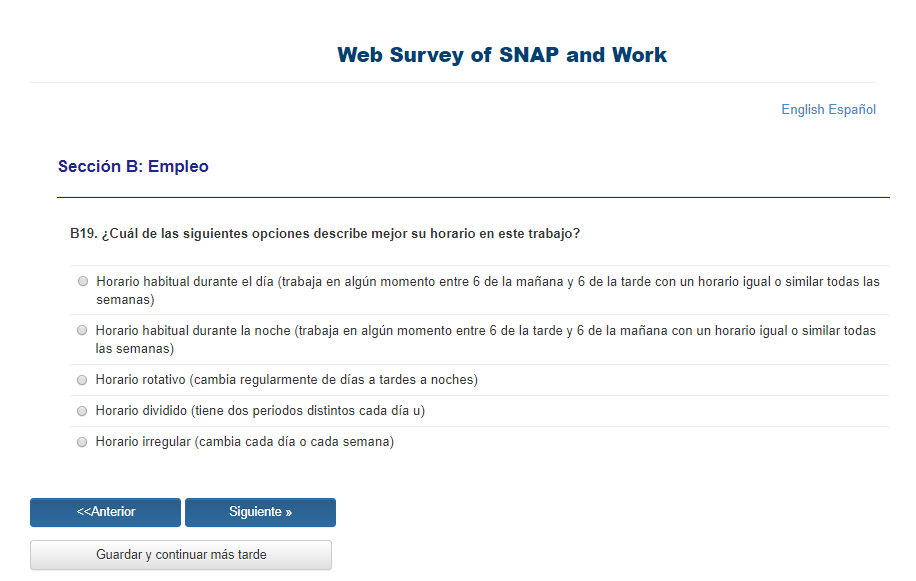 Web Survey of SNAP and Work
English Español
Sección B: Empleo
B19. ¿Cuál de las siguientes opciones describe mejor su horario en este trabajo?
Horario habitual durante el día (trabaja en algún momento entre 6 de la mañana y 6 de la tarde con un horario igual o similar todas las
semanas)
Horario habitual durante la noche (trabaja en algún momento entre 6 de la tarde y 6 de la mañana con un horario igual o similar todas
las semanas)
Horario rotativo (cambia regularmente de días a tardes a noches)
Horario dividido (tiene dos periodos distintos cada día u)
Horario irregular (cambia cada día o cada semana)
<<Anterior
Siguiente »
Guardar y continuar más tarde